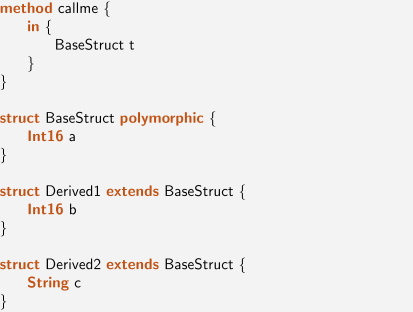 method callme {
in {
BaseStruct t
}
}
struct BaseStruct polymorphic {
Int16 a
}
struct Derived1 extends BaseStruct {
Int16 b
}
struct Derived2 extends BaseStruct {
String c
}